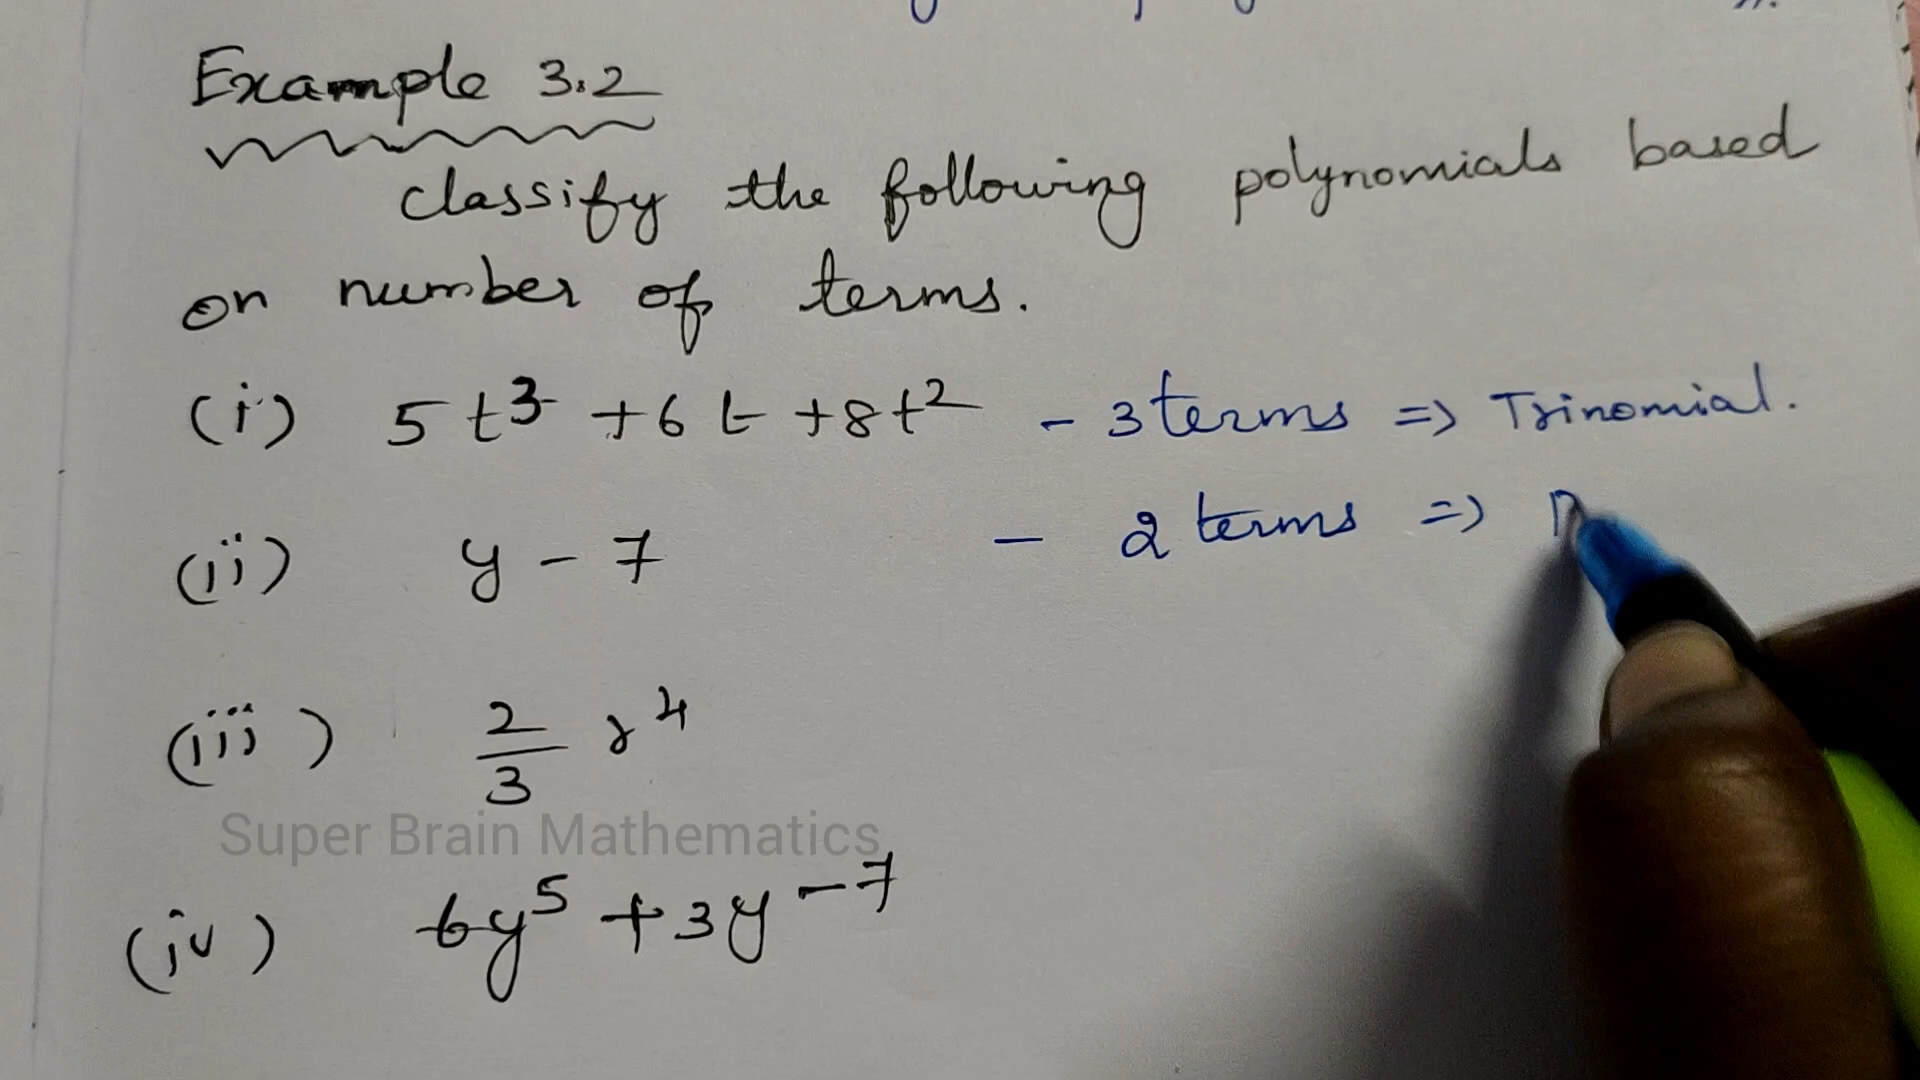 Example 3.2
classify the following polynomials based
on number of terms.
(i) 5t³ + 6t + 8t² - 3 terms => Trinomial.
(ii) y - 7 - 2 terms =>
(iii) 2/3 r⁴
Super Brain Mathematics
(iv) 6y⁵ + 3y - 7